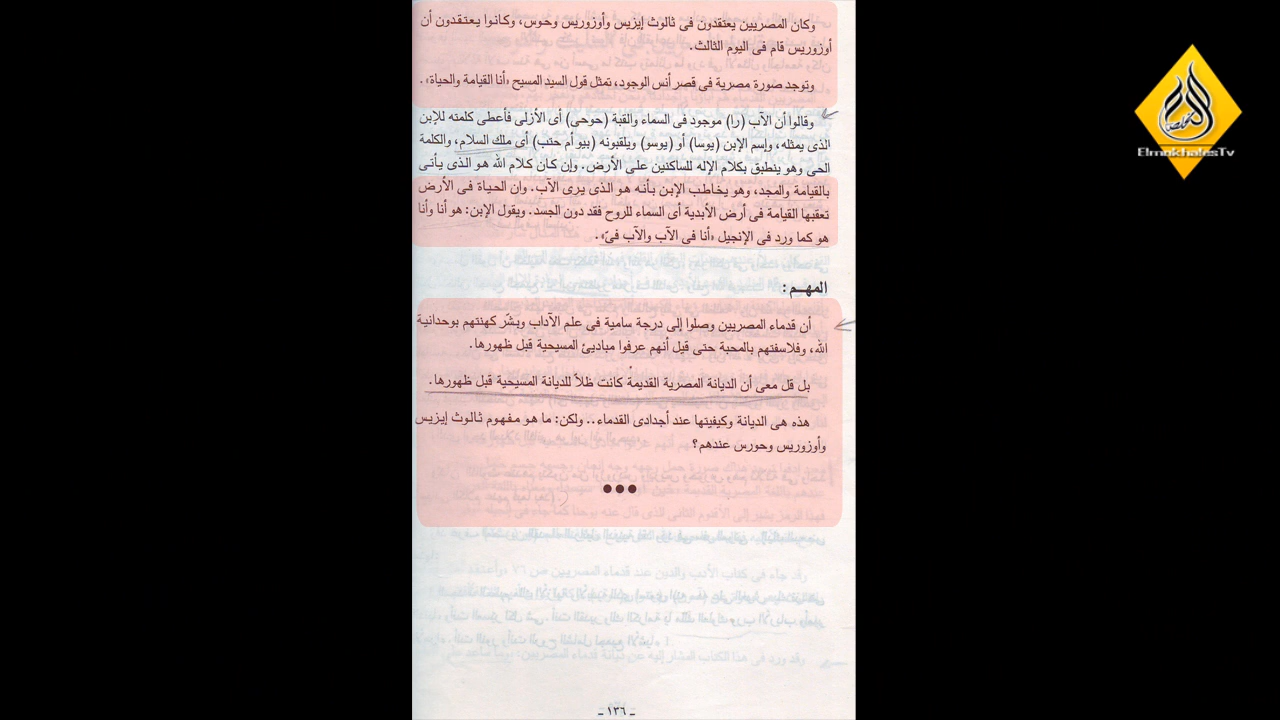 وكان المصريين يعتقدون فى ثالوث إيزيس وأوزوريس وحوس، وكانوا يعتقدون أن
أوزوريس قام فى اليوم الثالث.
وتوجد صورة مصرية فى قصر أنس الوجود، تمثل قول السيد المسيح «أنا القيامة والحياة».
وقالوا أن الآب (را) موجود فى السماء والقبة (حوحى) أى الأزلى فأعطى كلمته للإبن
الذى يمثله، وإسم الإبن (يوسا) أو (يوسو) ويلقبونه (بيو أم حتب) أى ملك السلام، والكلمة
الحى وهو ينطبق بكلام الإله للساكنين على الأرض. وإن كان كلام الله هو الذى يأتى
بالقيامة والمجد، وهو يخاطب الإبن بأنه هو الذى يرى الآب. وإن الحياة فى الأرض
تعقبها القيامة فى أرض الأبدية أى السماء للروح فقد دون الجسد. ويقول الإبن: هو أنا وأنا
هو كما ورد فى الإنجيل «أنا فى الآب والآب فىّ».
المهـم :
أن قدماء المصريين وصلوا إلى درجة سامية فى علم الآداب وبشّر كهنتهم بوحدانية
الله، وفلاسفتهم بالمحبة حتى قيل أنهم عرفوا مباديئ المسيحية قبل ظهورها.
بل قل معى أن الديانة المصرية القديمة كانت ظلاً للديانة المسيحية قبل ظهورها.
هذه هى الديانة وكيفيتها عند أجدادى القدماء.. ولكن: ما هو مفهوم ثالوث إيزيس
وأوزوريس وحورس عندهم؟
●●●
ـ ١٣٦ ـ
ElmokhalesTv